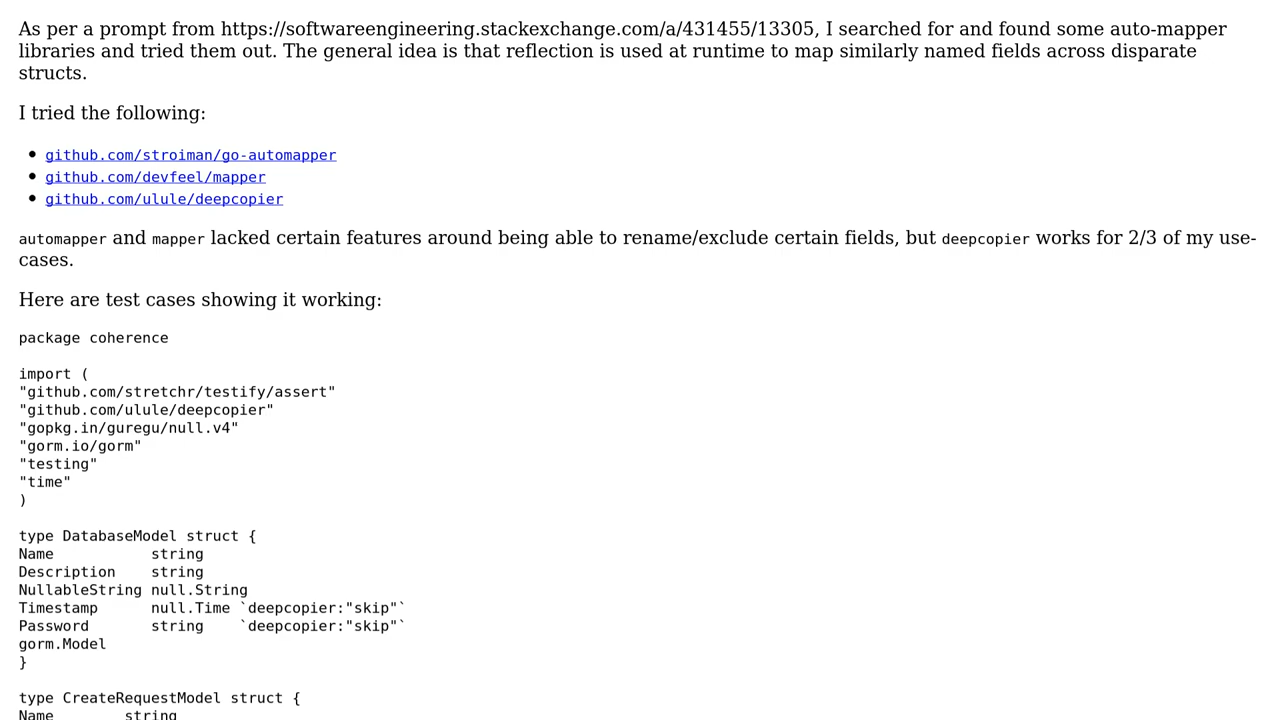 As per a prompt from https://softwareengineering.stackexchange.com/a/431455/13305, I searched for and found some auto-mapper
libraries and tried them out. The general idea is that reflection is used at runtime to map similarly named fields across disparate
structs.
I tried the following:
github.com/stroiman/go-automapper
github.com/devfeel/mapper
github.com/ulule/deepcopier
automapper and mapper lacked certain features around being able to rename/exclude certain fields, but deepcopier works for 2/3 of my use-
cases.
Here are test cases showing it working:
package coherence
import (
"github.com/stretchr/testify/assert"
"github.com/ulule/deepcopier"
"gopkg.in/guregu/null.v4"
"gorm.io/gorm"
"testing"
"time"
)
type DatabaseModel struct {
Name           string
Description    string
NullableString null.String
Timestamp      null.Time `deepcopier:"skip"`
Password       string    `deepcopier:"skip"`
gorm.Model
}
type CreateRequestModel struct {
Name        string